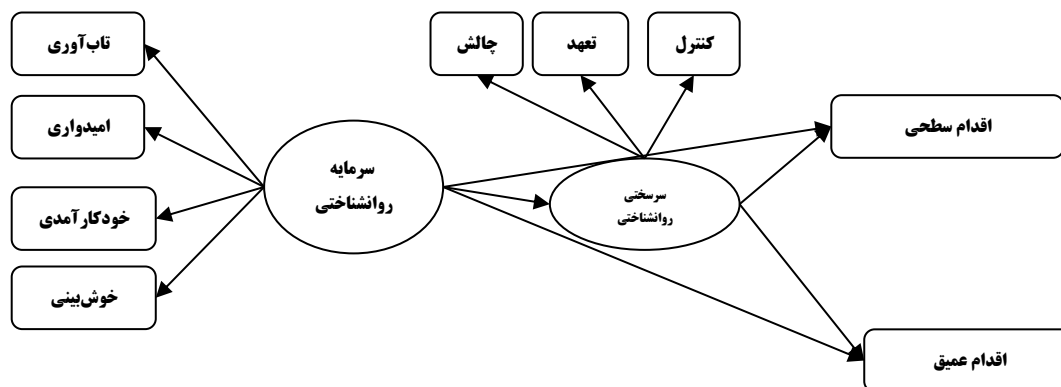 کنترل
تعهد
چالش
تاب‌آوری
امیدواری
خودکارآمدی
خوش‌بینی
سرمایه
روانشناختی
سرسختی
روانشناختی
اقدام سطحی
اقدام عمیق